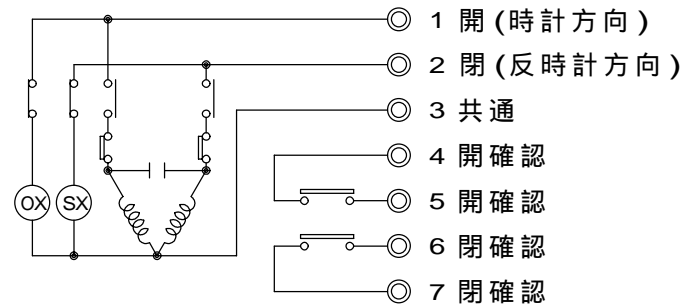 1 開(時計方向)
2 閉(反時計方向)
3 共通
4 開確認
5 開確認
6 閉確認
7 閉確認
OX SX